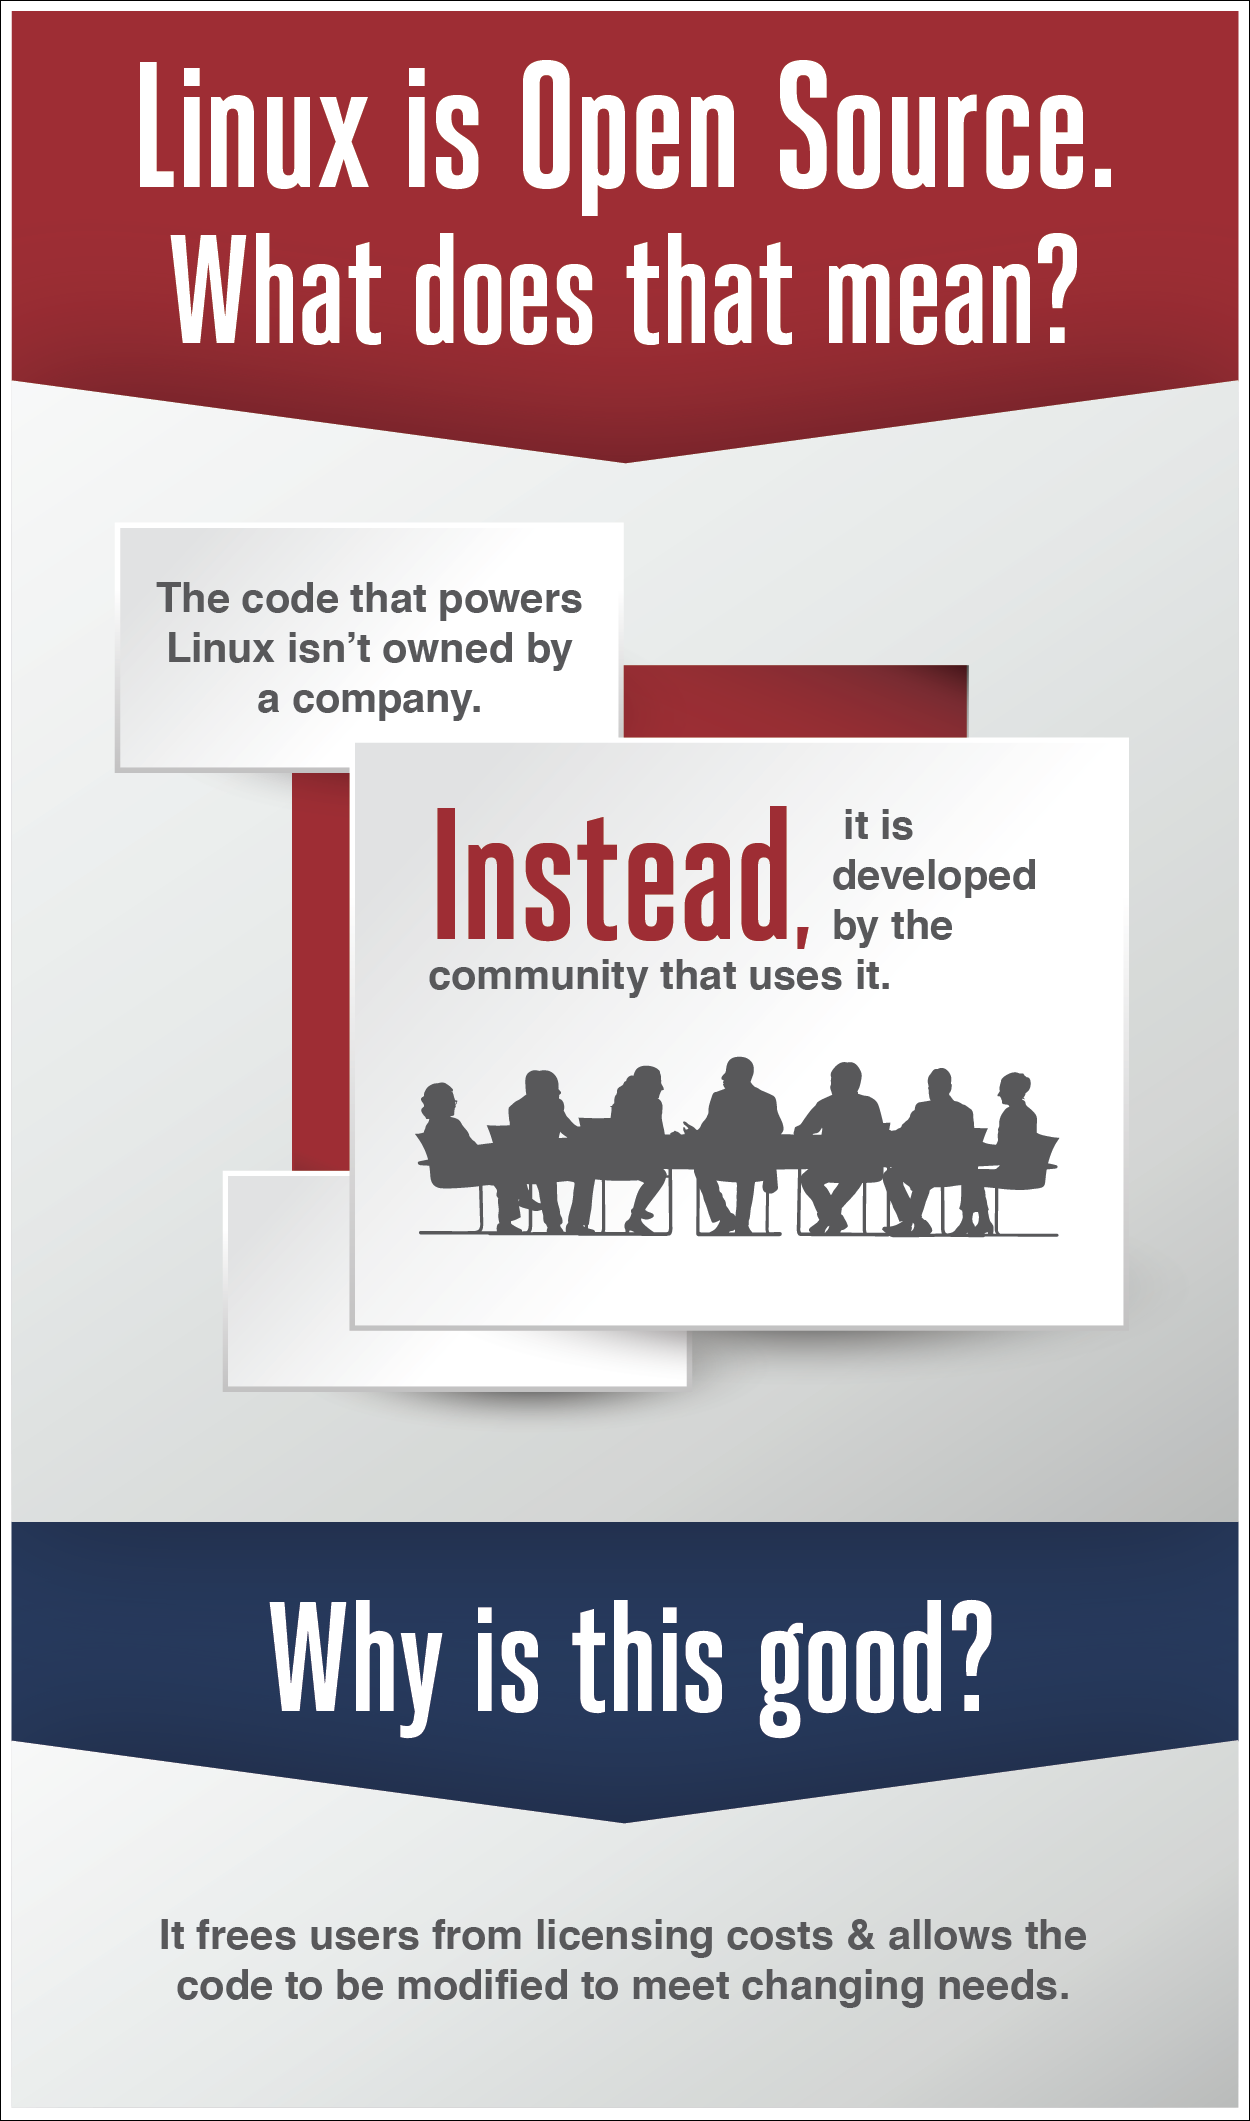 Linux is Open Source.
What does that mean?
The code that powers
Linux isn’t owned by
a company.
Instead, it is
developed
by the
community that uses it.
Why is this good?
It frees users from licensing costs & allows the
code to be modified to meet changing needs.